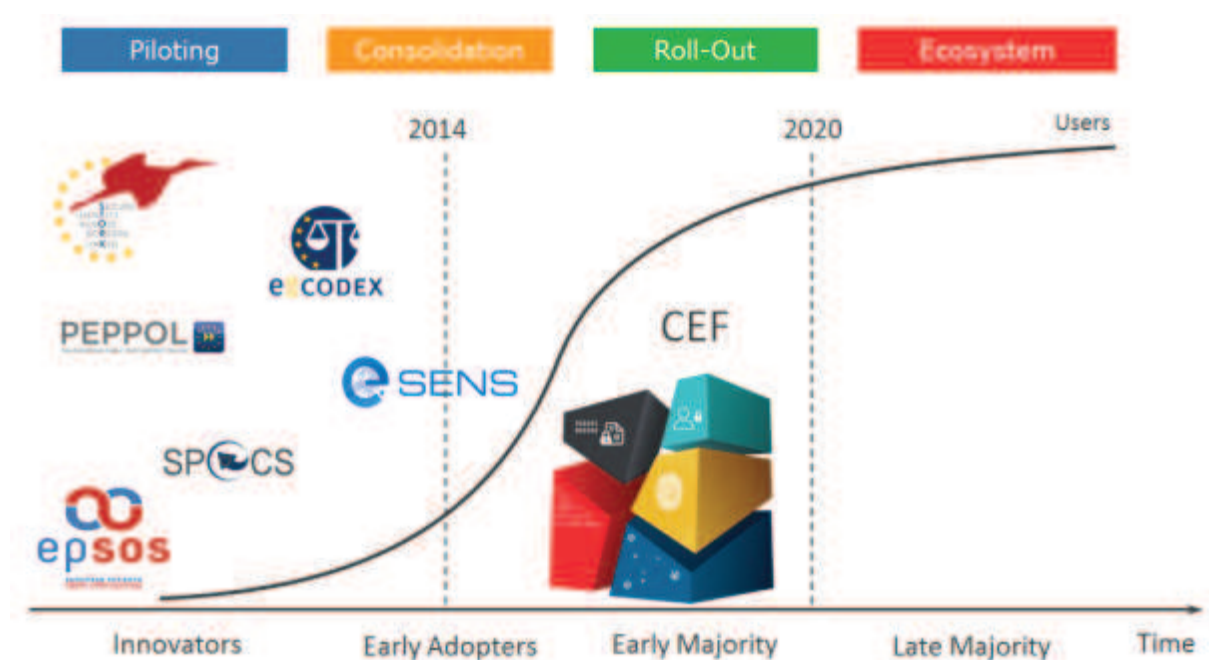 Piloting
Consolidation
Roll-Out
Ecosystem
2014
2020
Users
e CODEX
PEPPOL
CEF
e SENS
SPOCS
epsos
Innovators
Early Adopters
Early Majority
Late Majority
Time